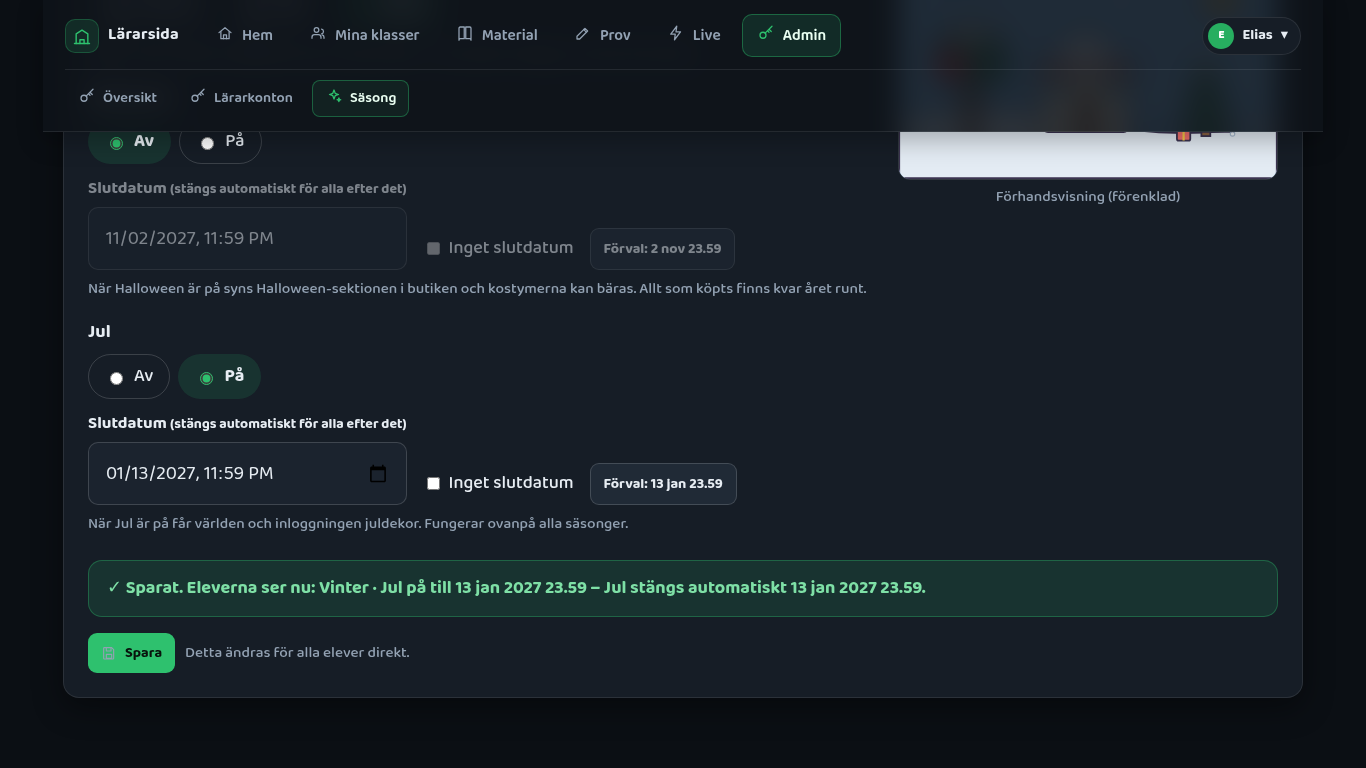 Lärarsida
Hem
Mina klasser
Material
Prov
Live
Admin
E
Elias ▼
Översikt
Lärarkonton
Säsong
Av
På
Slutdatum (stängs automatiskt för alla efter det)
11/02/2027, 11:59 PM
Inget slutdatum
Förval: 2 nov 23.59
När Halloween är på syns Halloween-sektionen i butiken och kostymerna kan bäras. Allt som köpts finns kvar året runt.
Förhandsvisning (förenklad)
Jul
Av
På
Slutdatum (stängs automatiskt för alla efter det)
01/13/2027, 11:59 PM
Inget slutdatum
Förval: 13 jan 23.59
När Jul är på får världen och inloggningen juldekor. Fungerar ovanpå alla säsonger.
✓ Sparat. Eleverna ser nu: Vinter · Jul på till 13 jan 2027 23.59 – Jul stängs automatiskt 13 jan 2027 23.59.
Spara
Detta ändras för alla elever direkt.